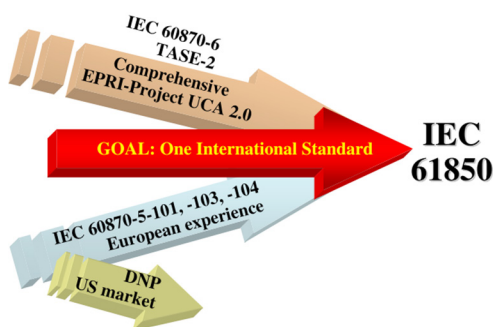 IEC 60870-6
TASE-2
Comprehensive
EPRI-Project UCA 2.0
GOAL: One International Standard
IEC
61850
IEC 60870-5-101, -103, -104
European experience
DNP
US market